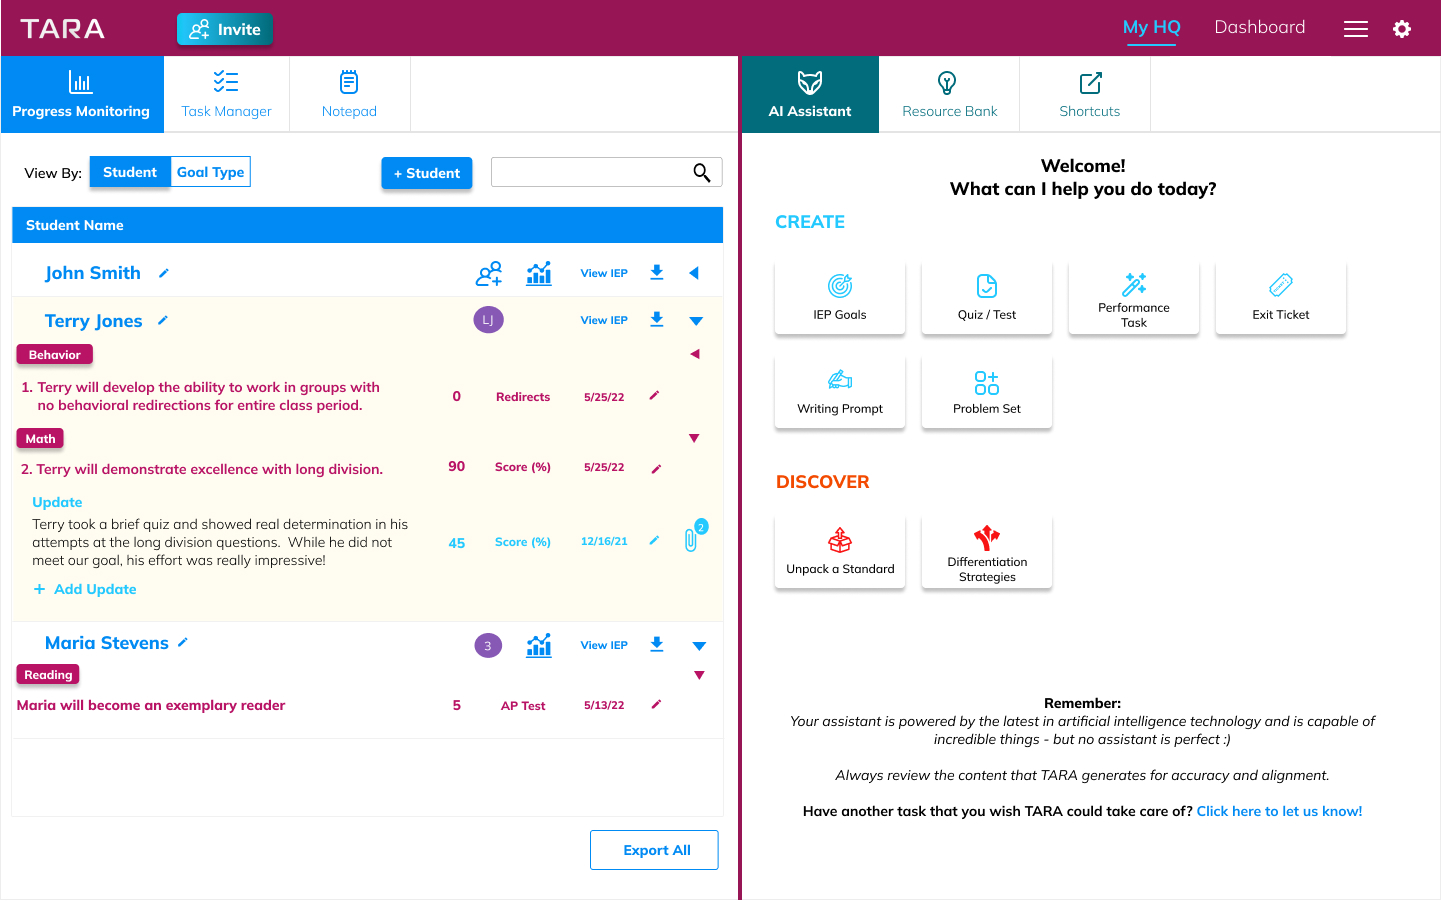 TARA
Invite
My HQ
Dashboard
Progress Monitoring
Task Manager
Notepad
AI Assistant
Resource Bank
Shortcuts
View By:
Student
Goal Type
+ Student
Student Name
John Smith
View IEP
Terry Jones
LJ
View IEP
Behavior
1. Terry will develop the ability to work in groups with
no behavioral redirections for entire class period.
0
Redirects
5/25/22
Math
2. Terry will demonstrate excellence with long division.
90
Score (%)
5/25/22
Update
Terry took a brief quiz and showed real determination in his
attempts at the long division questions.  While he did not
meet our goal, his effort was really impressive!
45
Score (%)
12/16/21
2
+ Add Update
Maria Stevens
3
View IEP
Reading
Maria will become an exemplary reader
5
AP Test
5/13/22
Export All
Welcome!
What can I help you do today?
CREATE
IEP Goals
Quiz / Test
Performance
Task
Exit Ticket
Writing Prompt
Problem Set
DISCOVER
Unpack a Standard
Differentiation
Strategies
Remember:
Your assistant is powered by the latest in artificial intelligence technology and is capable of
incredible things - but no assistant is perfect :)
Always review the content that TARA generates for accuracy and alignment.
Have another task that you wish TARA could take care of? Click here to let us know!